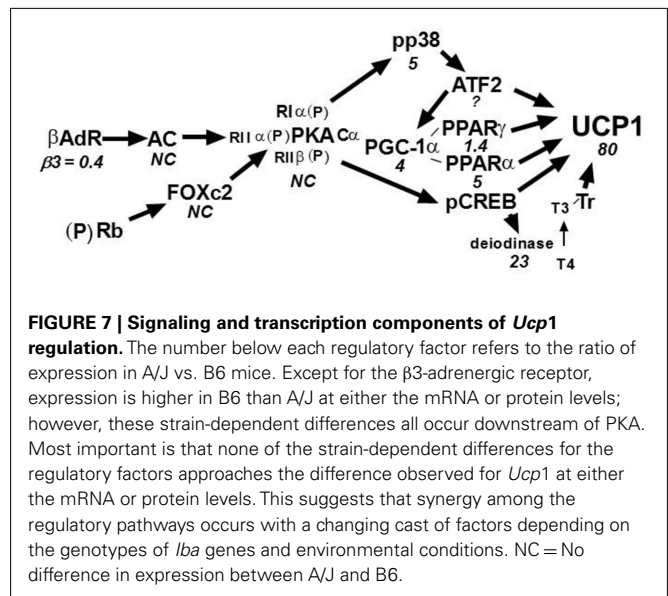 pp38
5
ATF2
?
RIα(P)
βAdR AC RIIα(P)PKACα PGC-1α PPARγ UCP1
β3 = 0.4 NC RIIβ(P) 4 1.4 80
NC PPARα
5
FOXc2 pCREB T3 Tr
NC
(P)Rb deiodinase T4
23
FIGURE 7 | Signaling and transcription components of Ucp1
regulation. The number below each regulatory factor refers to the ratio of
expression in A/J vs. B6 mice. Except for the β3-adrenergic receptor,
expression is higher in B6 than A/J at either the mRNA or protein levels;
however, these strain-dependent differences all occur downstream of PKA.
Most important is that none of the strain-dependent differences for the
regulatory factors approaches the difference observed for Ucp1 at either
the mRNA or protein levels. This suggests that synergy among the
regulatory pathways occurs with a changing cast of factors depending on
the genotypes of Iba genes and environmental conditions. NC = No
difference in expression between A/J and B6.